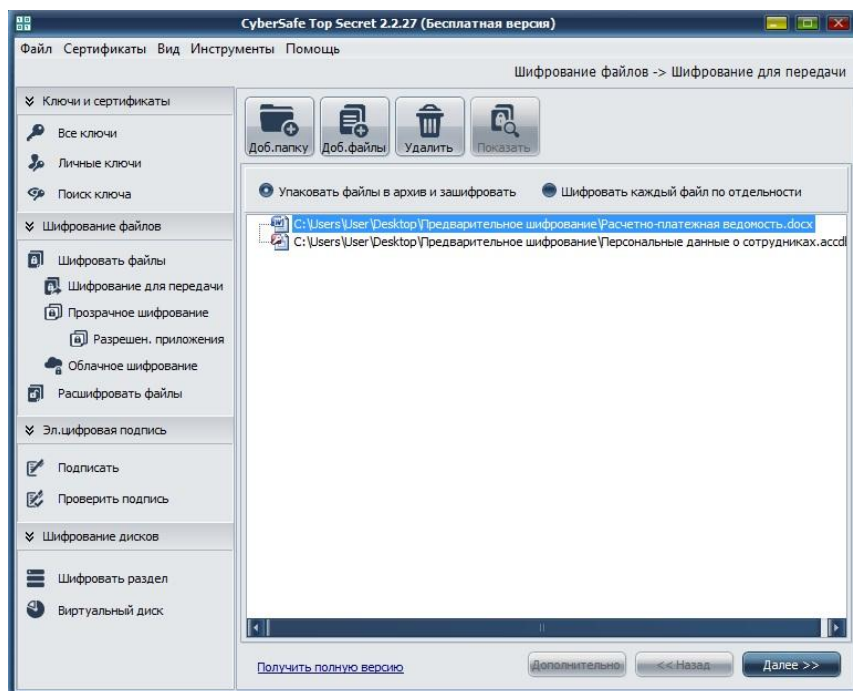 CyberSafe Top Secret 2.2.27 (Бесплатная версия)
Файл Сертификаты Вид Инструменты Помощь
Шифрование файлов -> Шифрование для передачи
Ключи и сертификаты
Все ключи
Личные ключи
Поиск ключа
Шифрование файлов
Шифровать файлы
Шифрование для передачи
Прозрачное шифрование
Разрешен. приложения
Облачное шифрование
Расшифровать файлы
Эл.цифровая подпись
Подписать
Проверить подпись
Шифрование дисков
Шифровать раздел
Виртуальный диск
Доб.папку Доб.файлы Удалить Показать
Упаковать файлы в архив и зашифровать Шифровать каждый файл по отдельности
C:\Users\User\Desktop\Предварительное шифрование\Расчетно-платежная ведомость.docx
C:\Users\User\Desktop\Предварительное шифрование\Персональные данные о сотрудниках.accd
Получить полную версию Дополнительно << Назад Далее >>